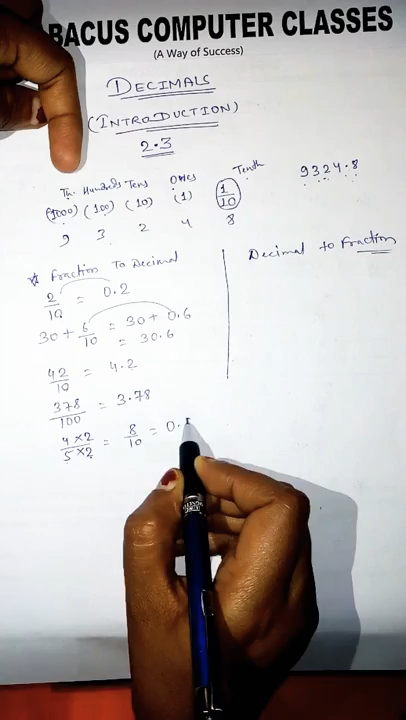 BACUS COMPUTER CLASSES
(A Way of Success)
DECIMALS
(INTRODUCTION)
2.3
Th. Hundreds Tens Ones Tenth
(1000) (100) (10) (1) 1/10
9 3 2 4 8
9324.8
☆ Fraction To Decimal
2/10 = 0.2
30 + 6/10 = 30 + 0.6
= 30.6
42/10 = 4.2
378/100 = 3.78
4×2/5×2 = 8/10 = 0.
Decimal to Fraction